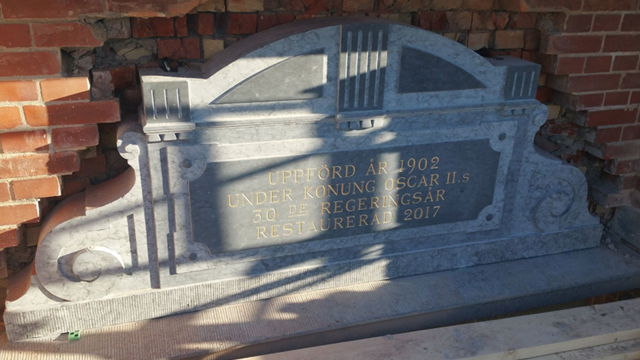 UPPFÖRD ÅR 1902
UNDER KONUNG OSCAR II.s
30 DE REGERINGSÅR
RESTAURERAD 2017